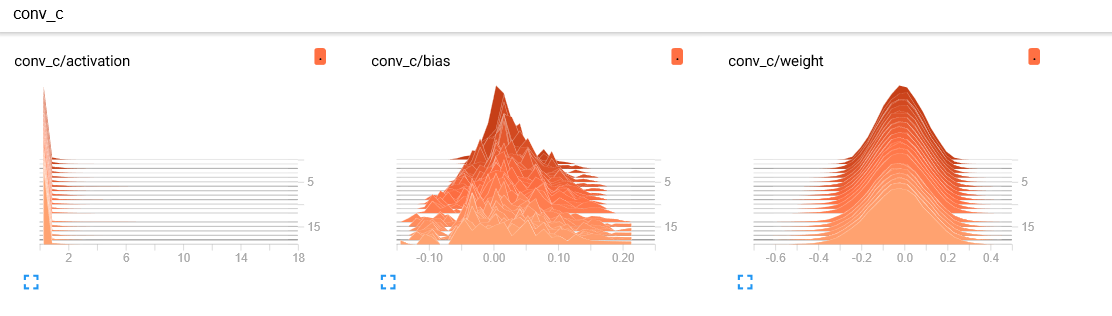 conv_c
conv_c/activation
.
conv_c/bias
.
conv_c/weight
.
5
15
2 6 10 14 18
5
15
-0.10 0.00 0.10 0.20
5
15
-0.6 -0.4 -0.2 0.0 0.2 0.4